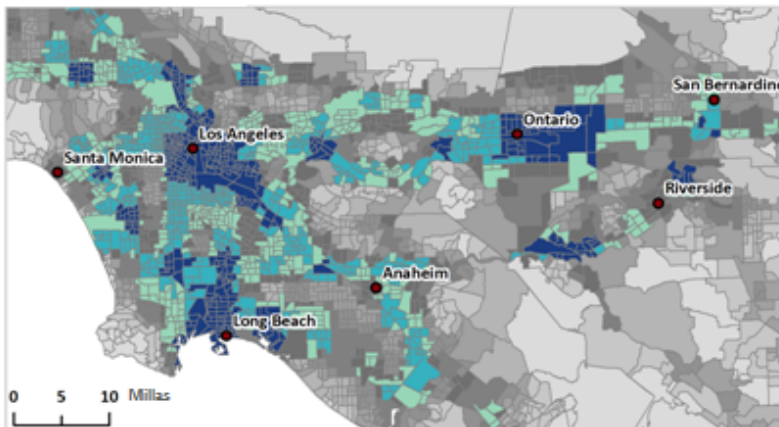 San Bernardino
Ontario
Los Angeles
Santa Monica
Riverside
Anaheim
Long Beach
0 5 10 Millas